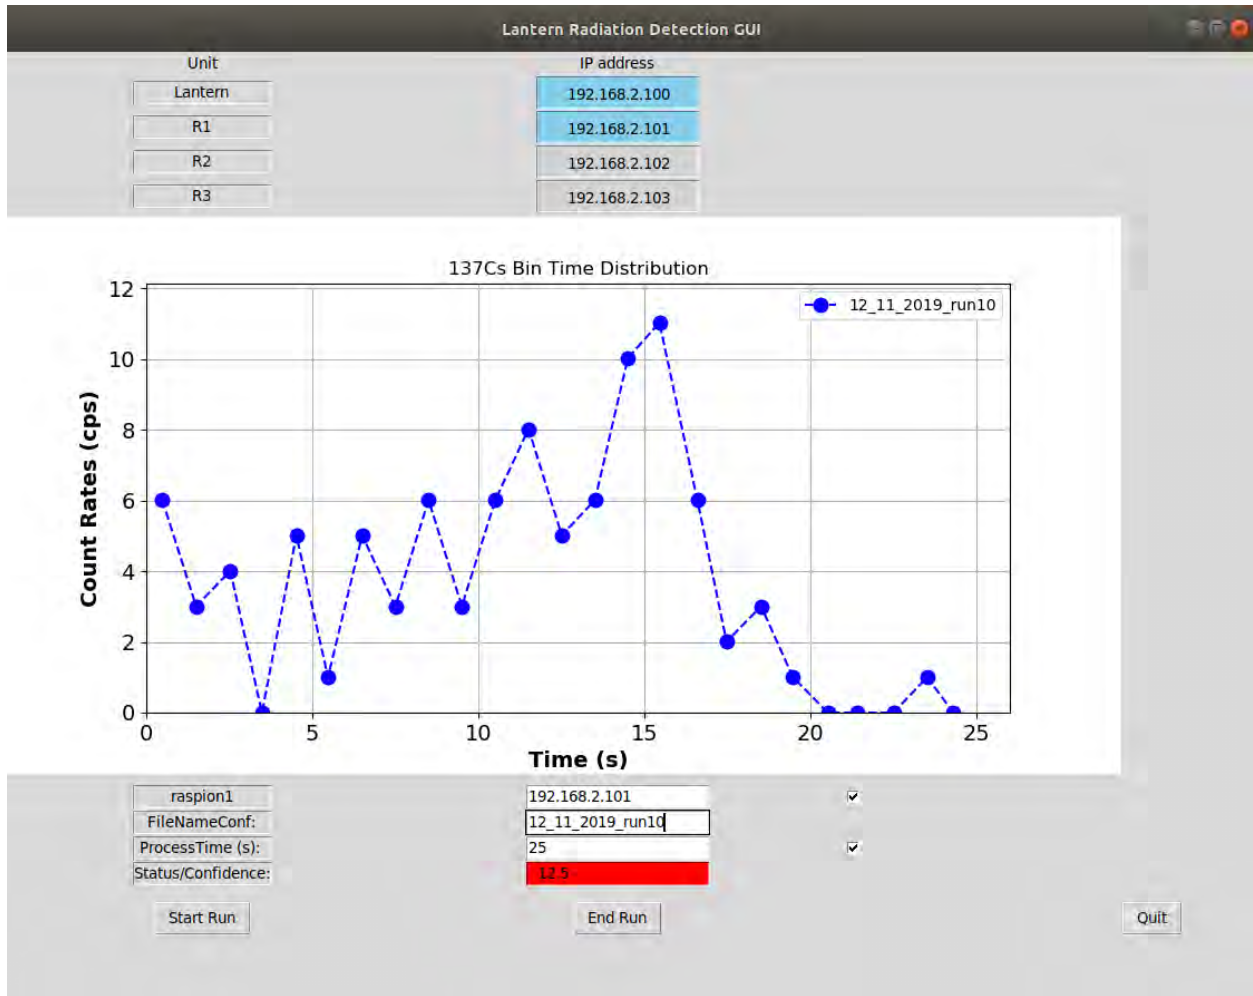 Lantern Radiation Detection GUI
Unit IP address
Lantern 192.168.2.100
R1 192.168.2.101
R2 192.168.2.102
R3 192.168.2.103
137Cs Bin Time Distribution
12_11_2019_run10
12
10
8
6
4
2
0
Count Rates (cps)
0 5 10 15 20 25
Time (s)
raspion1 192.168.2.101
FileNameConf: 12_11_2019_run10
ProcessTime (s): 25
Status/Confidence: 12.5
Start Run End Run Quit